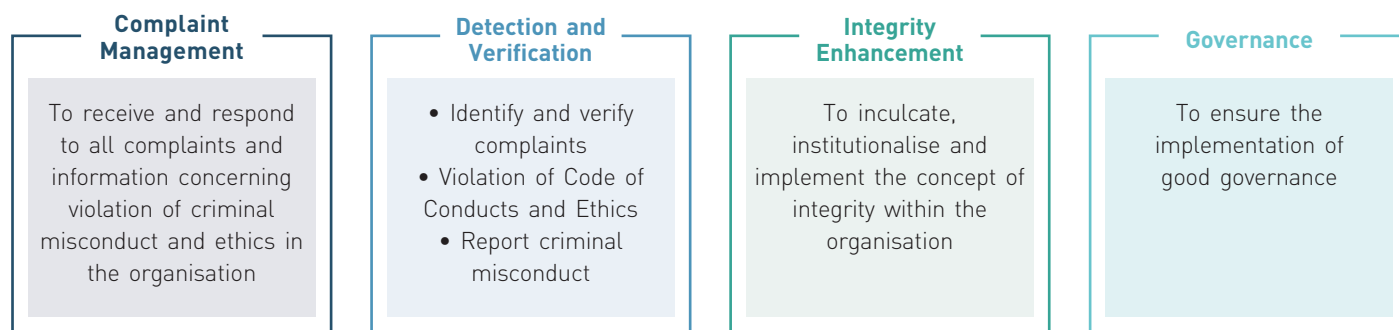 Complaint
Management
To receive and respond
to all complaints and
information concerning
violation of criminal
misconduct and ethics in
the organisation
Detection and
Verification
• Identify and verify
complaints
• Violation of Code of
Conducts and Ethics
• Report criminal
misconduct
Integrity
Enhancement
To inculcate,
institutionalise and
implement the concept of
integrity within the
organisation
Governance
To ensure the
implementation of
good governance